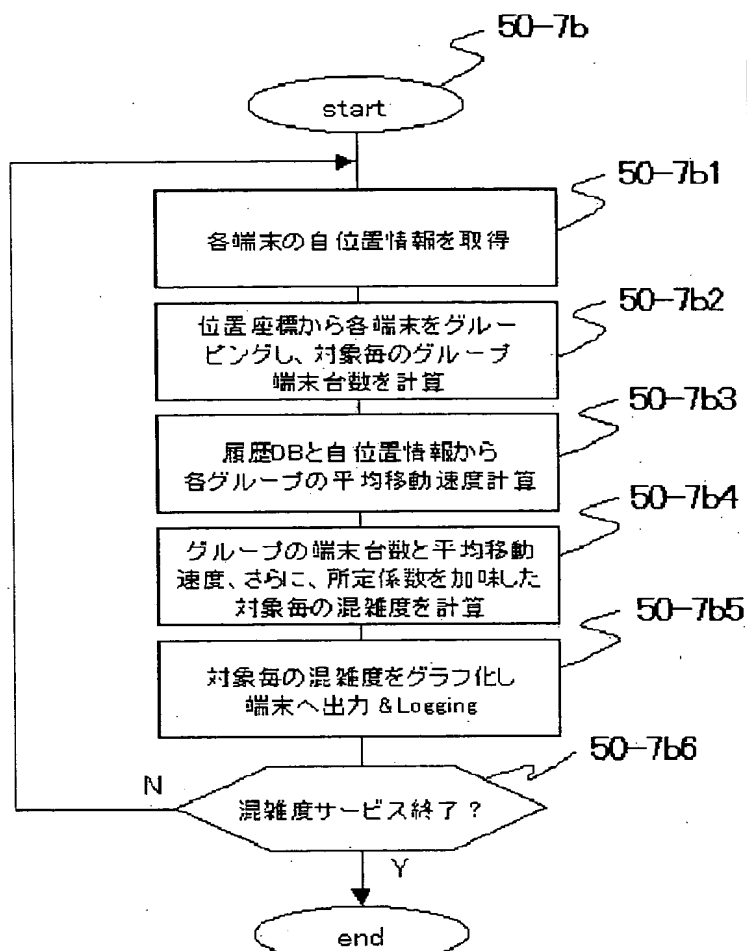 50-7b
start
50-7b1
各端末の自位置情報を取得
50-7b2
位置座標から各端末をグルー
ピングし、対象毎のグループ
端末台数を計算
50-7b3
履歴DBと自位置情報から
各グループの平均移動速度計算
50-7b4
グループの端末台数と平均移動
速度、さらに、所定係数を加味した
対象毎の混雑度を計算
50-7b5
対象毎の混雑度をグラフ化し
端末へ出力 &Logging
50-7b6
N
混雑度サービス終了？
Y
end